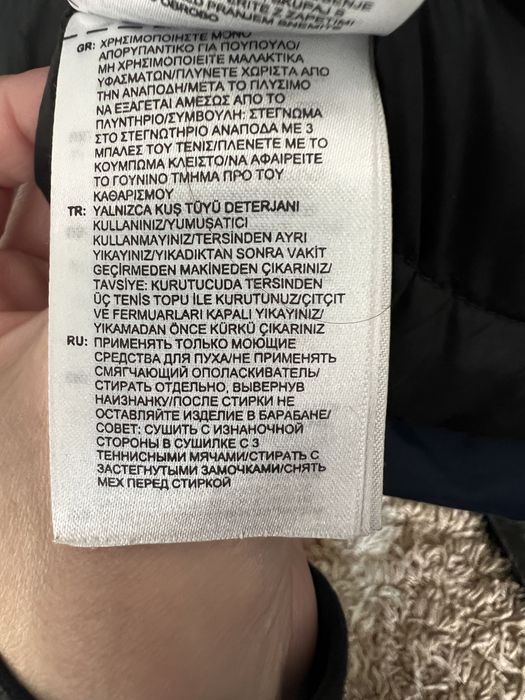 GR: ΧΡΗΣΙΜΟΠΟΙΗΣΤΕ ΜΟΝΟ
ΑΠΟΡΥΠΑΝΤΙΚΟ ΓΙΑ ΠΟΥΠΟΥΛΟ/
ΜΗ ΧΡΗΣΙΜΟΠΟΙΕΙΤΕ ΜΑΛΑΚΤΙΚΑ
ΥΦΑΣΜΑΤΩΝ/ΠΛΥΝΕΤΕ ΧΩΡΙΣΤΑ ΑΠΟ
ΤΗΝ ΑΝΑΠΟΔΗ/ΜΕΤΑ ΤΟ ΠΛΥΣΙΜΟ
ΝΑ ΕΞΑΓΕΤΑΙ ΑΜΕΣΩΣ ΑΠΟ ΤΟ
ΠΛΥΝΤΗΡΙΟ/ΣΥΜΒΟΥΛΗ: ΣΤΕΓΝΩΜΑ
ΣΤΟ ΣΤΕΓΝΩΤΗΡΙΟ ΑΝΑΠΟΔΑ ΜΕ 3
ΜΠΑΛΕΣ ΤΟΥ ΤΕΝΙΣ/ΠΛΕΝΕΤΕ ΜΕ ΤΟ
ΚΟΥΜΠΩΜΑ ΚΛΕΙΣΤΟ/ΝΑ ΑΦΑΙΡΕΙΤΕ
ΤΟ ΓΟΥΝΙΝΟ ΤΜΗΜΑ ΠΡΟ ΤΟΥ
ΚΑΘΑΡΙΣΜΟΥ
TR: YALNIZCA KUŞ TÜYÜ DETERJANI
KULLANINIZ/YUMUŞATICI
KULLANMAYINIZ/TERSİNDEN AYRI
YIKAYINIZ/YIKADIKTAN SONRA VAKİT
GEÇİRMEDEN MAKİNEDEN ÇIKARINIZ/
TAVSİYE: KURUTUCUDA TERSİNDEN
ÜÇ TENİS TOPU İLE KURUTUNUZ/ÇITÇIT
VE FERMUARLARI KAPALI YIKAYINIZ/
YIKAMADAN ÖNCE KÜRKÜ ÇIKARINIZ
RU: ПРИМЕНЯТЬ ТОЛЬКО МОЮЩИЕ
СРЕДСТВА ДЛЯ ПУХА/НЕ ПРИМЕНЯТЬ
СМЯГЧАЮЩИЙ ОПОЛАСКИВАТЕЛЬ/
СТИРАТЬ ОТДЕЛЬНО, ВЫВЕРНУВ
НАИЗНАНКУ/ПОСЛЕ СТИРКИ НЕ
ОСТАВЛЯЙТЕ ИЗДЕЛИЕ В БАРАБАНЕ/
СОВЕТ: СУШИТЬ С ИЗНАНОЧНОЙ
СТОРОНЫ В СУШИЛКЕ С 3
ТЕННИСНЫМИ МЯЧАМИ/СТИРАТЬ С
ЗАСТЕГНУТЫМИ ЗАМОЧКАМИ/СНЯТЬ
МЕХ ПЕРЕД СТИРКОЙ